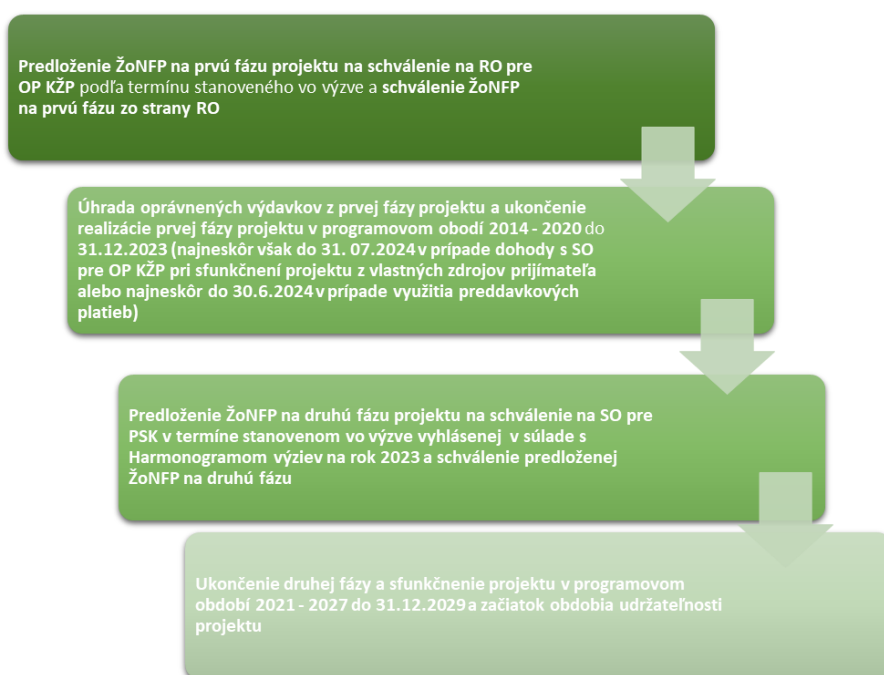 Predloženie ŽoNFP na prvú fázu projektu na schválenie na RO pre
OP KŽP podľa termínu stanoveného vo výzve a schválenie ŽoNFP
na prvú fázu zo strany RO
Úhrada oprávnených výdavkov z prvej fázy projektu a ukončenie
realizácie prvej fázy projektu v programovom obodí 2014 - 2020 do
31.12.2023 (najneskôr však do 31. 07.2024 v prípade dohody s SO
pre OP KŽP pri sfunkčnení projektu z vlastných zdrojov prijímateľa
alebo najneskôr do 30.6.2024 v prípade využitia preddavkových
platieb)
Predloženie ŽoNFP na druhú fázu projektu na schválenie na SO pre
PSK v termíne stanovenom vo výzve vyhlásenej v súlade s
Harmonogramom výziev na rok 2023 a schválenie predloženej
ŽoNFP na druhú fázu
Ukončenie druhej fázy a sfunkčnenie projektu v programovom
období 2021 - 2027 do 31.12.2029 a začiatok obdobia udržateľnosti
projektu